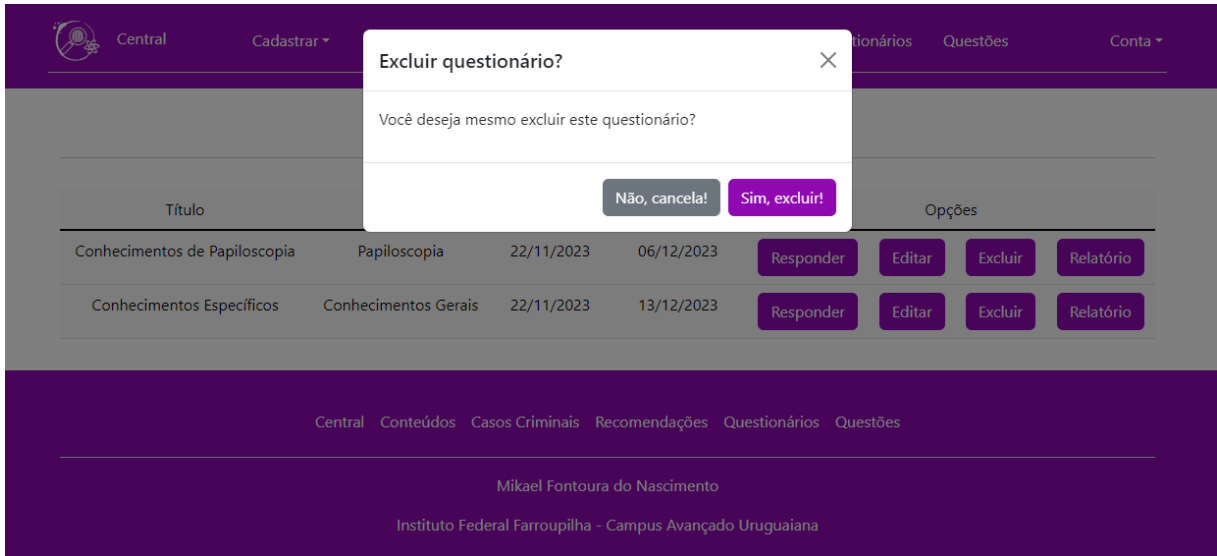 Central Cadastrar tionários Questões Conta
Excluir questionário?
Você deseja mesmo excluir este questionário?
Não, cancela! Sim, excluir!
Título Opções
Conhecimentos de Papiloscopia Papiloscopia 22/11/2023 06/12/2023 Responder Editar Excluir Relatório
Conhecimentos Específicos Conhecimentos Gerais 22/11/2023 13/12/2023 Responder Editar Excluir Relatório
Central Conteúdos Casos Criminais Recomendações Questionários Questões
Mikael Fontoura do Nascimento
Instituto Federal Farroupilha - Campus Avançado Uruguaiana